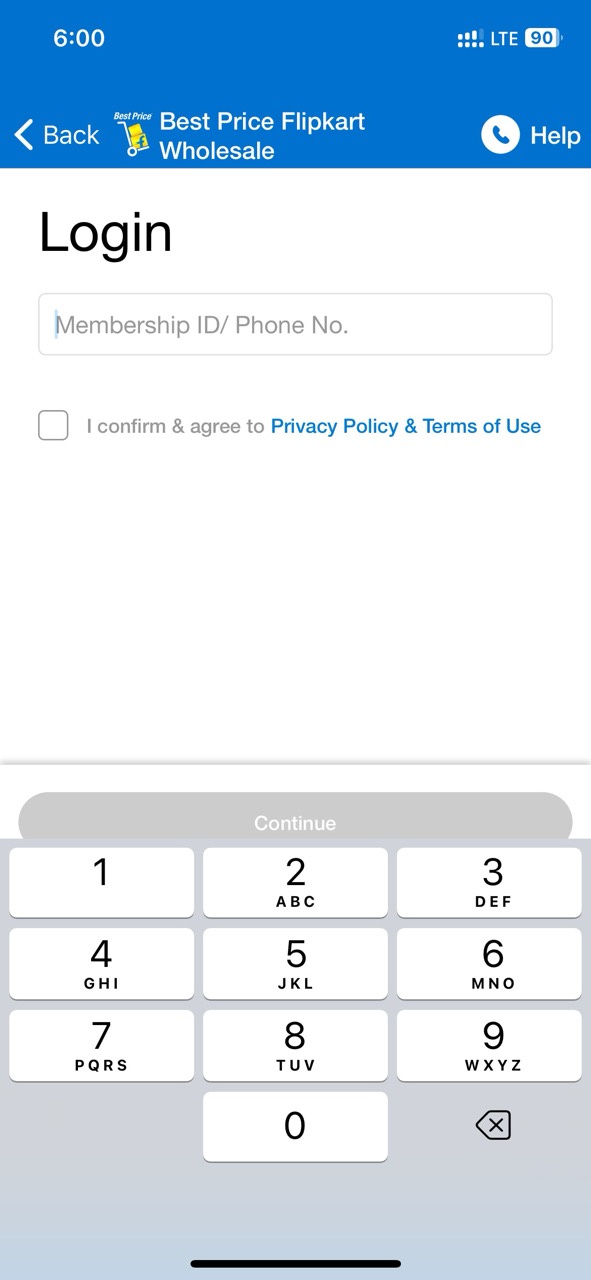 6:00
LTE 90
Back
Best Price
Best Price Flipkart
Wholesale
Help
Login
Membership ID/ Phone No.
I confirm & agree to Privacy Policy & Terms of Use
Continue
1
2
3
ABC
DEF
4
5
6
GHI
JKL
MNO
7
8
9
PQRS
TUV
WXYZ
0